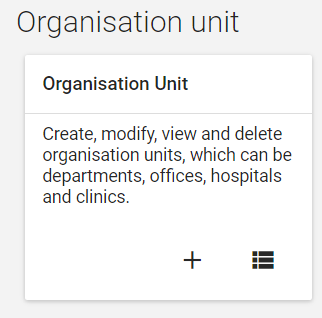 Organisation unit
Organisation Unit
Create, modify, view and delete
organisation units, which can be
departments, offices, hospitals
and clinics.